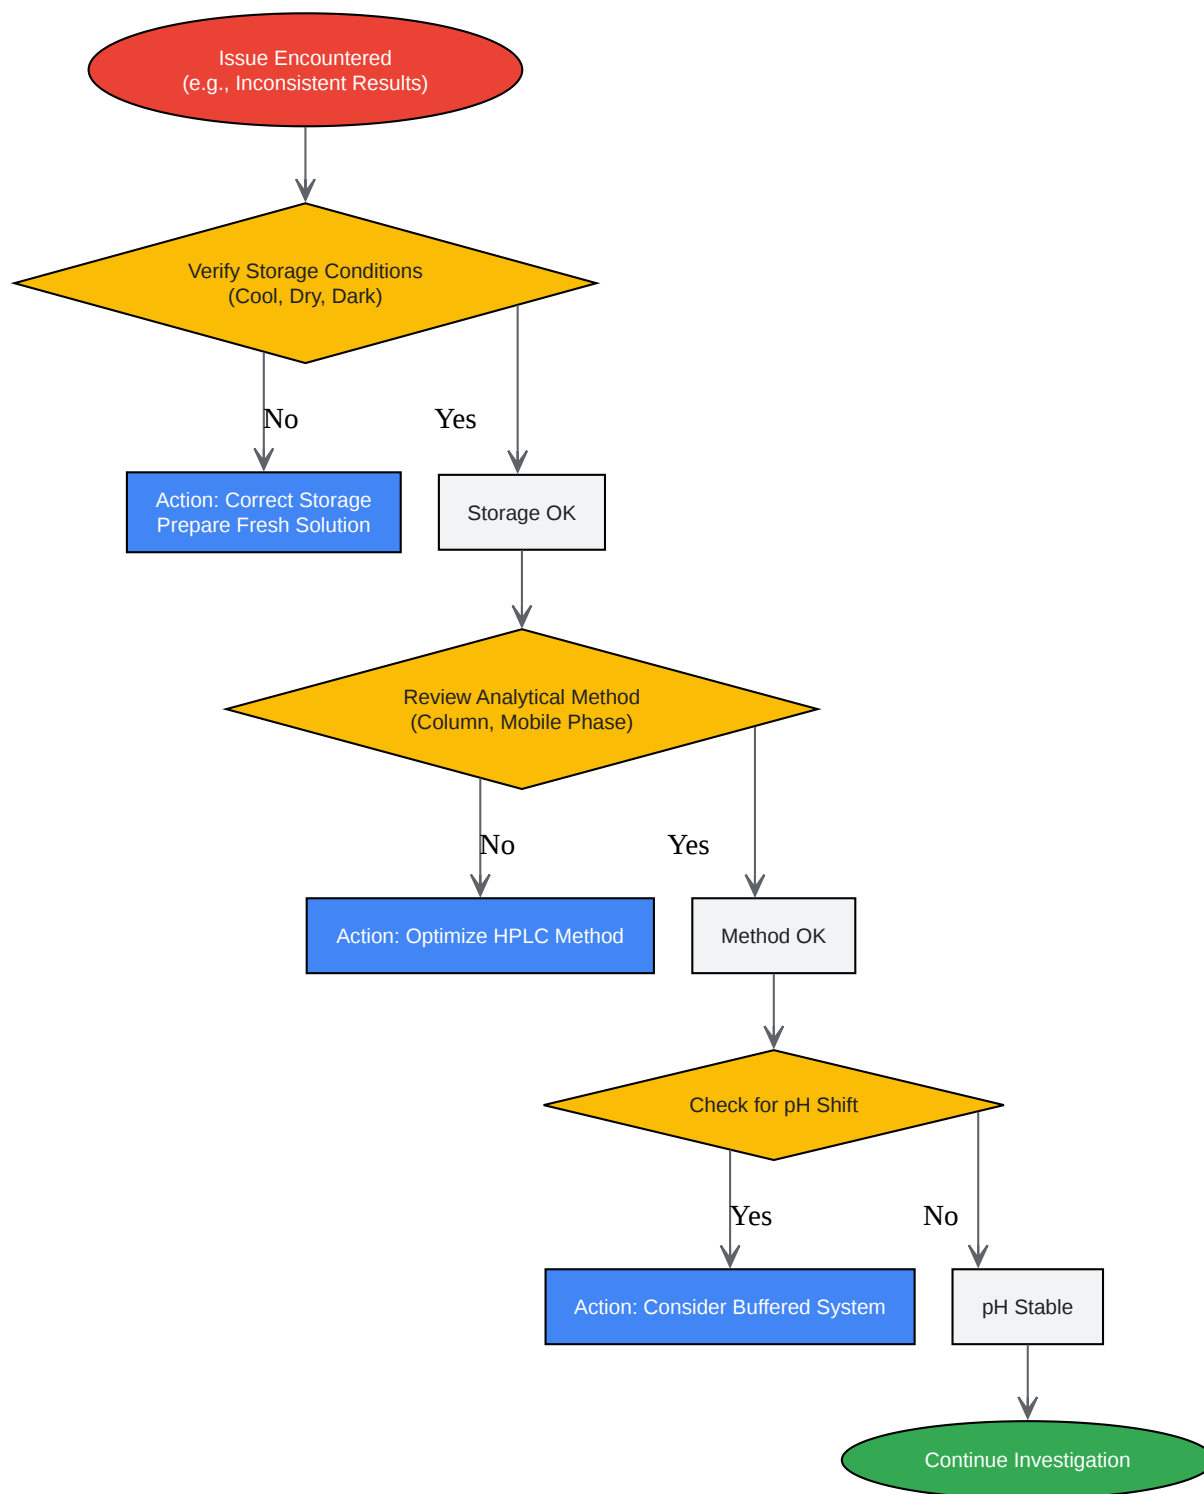 Issue Encountered
(e.g., Inconsistent Results)
Verify Storage Conditions
(Cool, Dry, Dark)
No
Yes
Action: Correct Storage
Prepare Fresh Solution
Storage OK
Review Analytical Method
(Column, Mobile Phase)
No
Yes
Action: Optimize HPLC Method
Method OK
Check for pH Shift
Yes
No
Action: Consider Buffered System
pH Stable
Continue Investigation